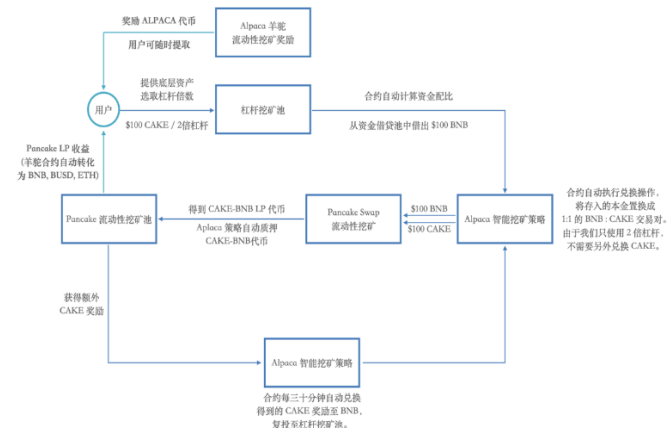 奖励 ALPACA 代币
用户可随时提取
Alpaca 羊驼
流动性挖矿奖励
用户
提供底层资产
选取杠杆倍数
$100 CAKE / 2倍杠杆
杠杆挖矿池
合约自动计算资金配比
从资金借贷池中借出 $100 BNB
Pancake LP 收益
(羊驼合约自动转化
为 BNB, BUSD, ETH)
Pancake 流动性挖矿池
得到 CAKE-BNB LP 代币
Aploca 策略自动质押
CAKE-BNB代币
Pancake Swap
流动性挖矿
$100 BNB
$100 CAKE
Alpaca 智能挖矿策略
合约自动执行兑换操作，
将存入的本金置换成
1:1 的 BNB : CAKE 交易对。
由于我们只使用 2 倍杠杆，
不需要另外兑换 CAKE。
获得额外
CAKE 奖励
Alpaca 智能挖矿策略
合约每三十分钟自动兑换
得到的 CAKE 奖励至 BNB，
复投至杠杆挖矿池。